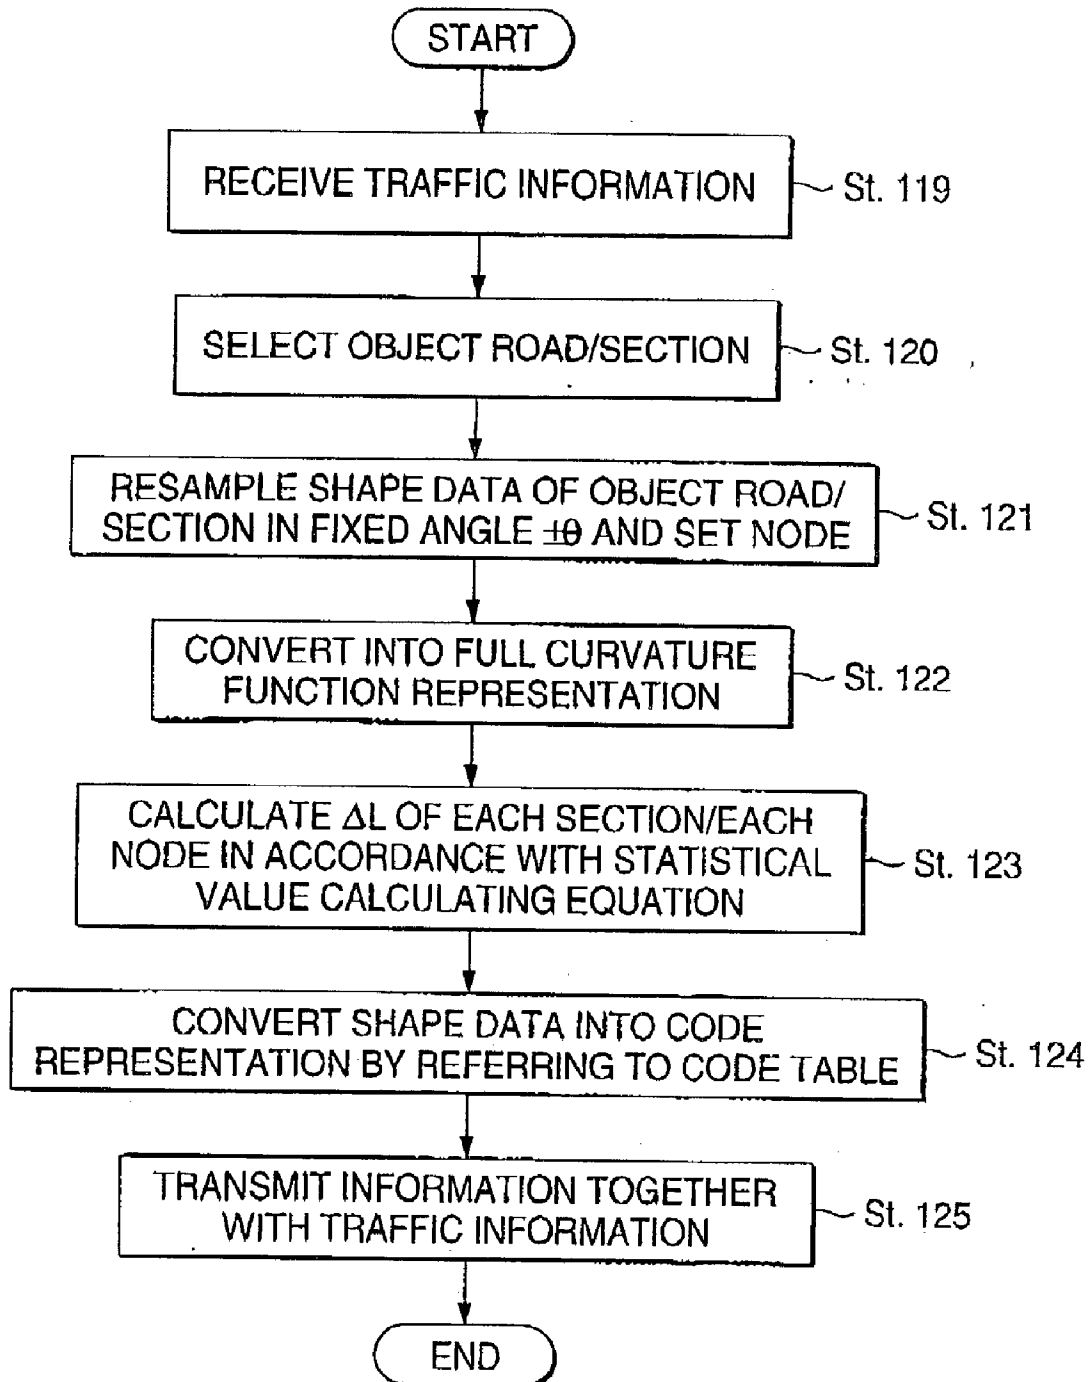 START
RECEIVE TRAFFIC INFORMATION
St. 119
SELECT OBJECT ROAD/SECTION
St. 120
RESAMPLE SHAPE DATA OF OBJECT ROAD/
SECTION IN FIXED ANGLE ±θ AND SET NODE
St. 121
CONVERT INTO FULL CURVATURE
FUNCTION REPRESENTATION
St. 122
CALCULATE ΔL OF EACH SECTION/EACH
NODE IN ACCORDANCE WITH STATISTICAL
VALUE CALCULATING EQUATION
St. 123
CONVERT SHAPE DATA INTO CODE
REPRESENTATION BY REFERRING TO CODE TABLE
St. 124
TRANSMIT INFORMATION TOGETHER
WITH TRAFFIC INFORMATION
St. 125
END